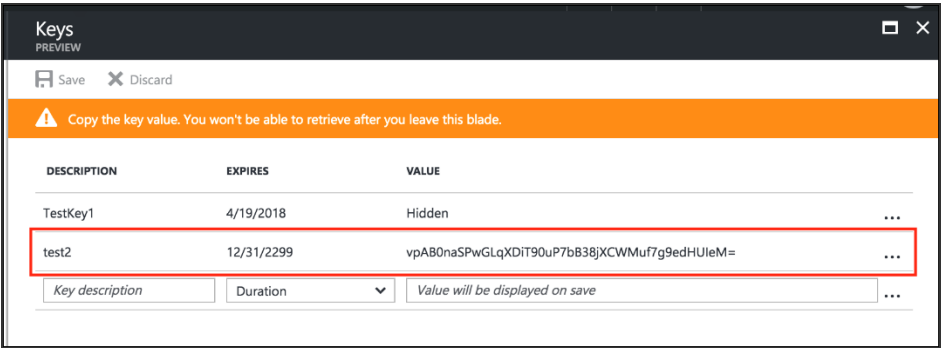 Keys
PREVIEW
Save Discard
Copy the key value. You won't be able to retrieve after you leave this blade.
DESCRIPTION EXPIRES VALUE
TestKey1 4/19/2018 Hidden ...
test2 12/31/2299 vpAB0naSPwGLqXDiT90uP7bB38jXCWMuf7g9edHUIeM= ...
Key description Duration Value will be displayed on save ...